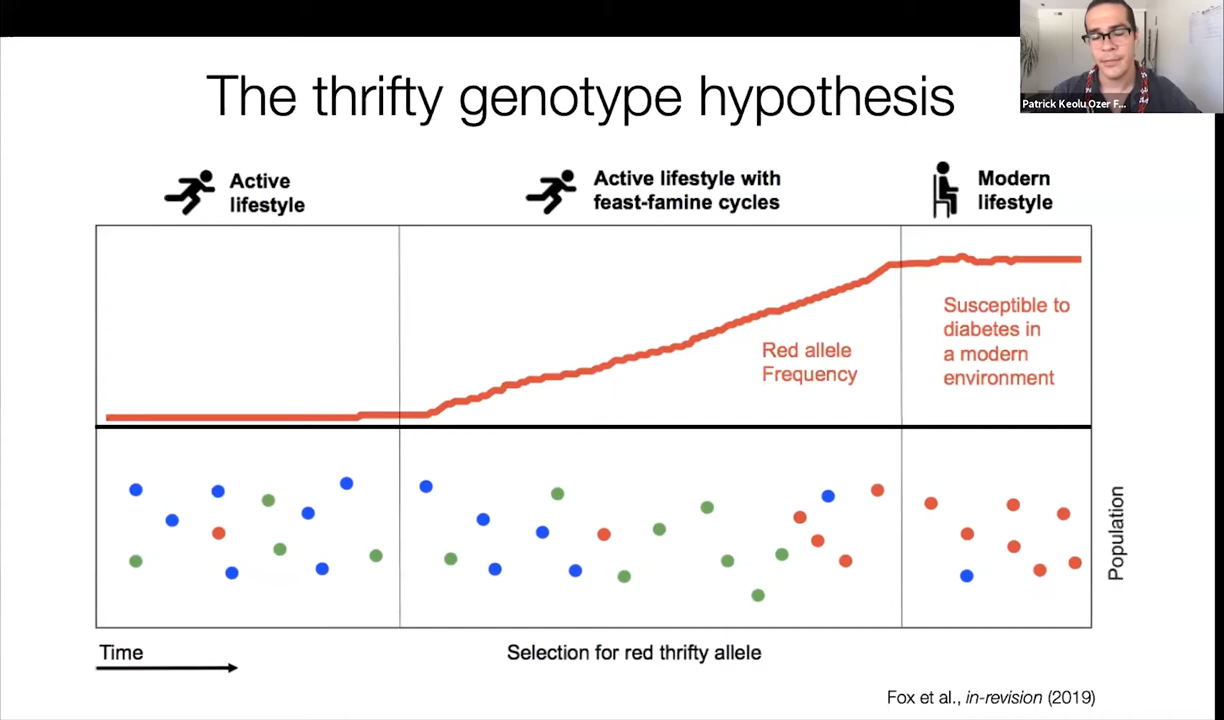 The thrifty genotype hypothesis
Patrick Keolu Ozer F...
Active
lifestyle
Active lifestyle with
feast-famine cycles
Modern
lifestyle
Red allele
Frequency
Susceptible to
diabetes in
a modern
environment
Population
Time
Selection for red thrifty allele
Fox et al., in-revision (2019)